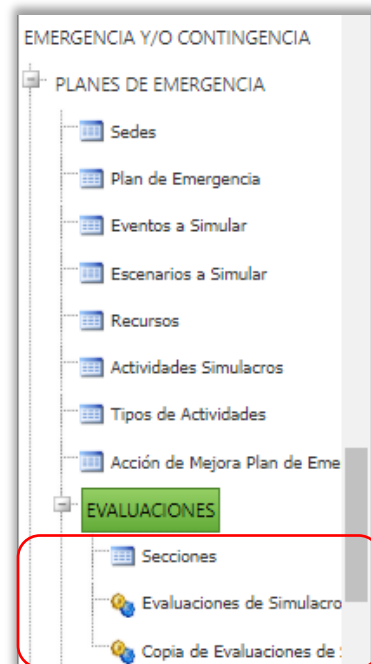 EMERGENCIA Y/O CONTINGENCIA
PLANES DE EMERGENCIA
Sedes
Plan de Emergencia
Eventos a Simular
Escenarios a Simular
Recursos
Actividades Simulacros
Tipos de Actividades
Acción de Mejora Plan de Eme
EVALUACIONES
Secciones
Evaluaciones de Simulacro
Copia de Evaluaciones de